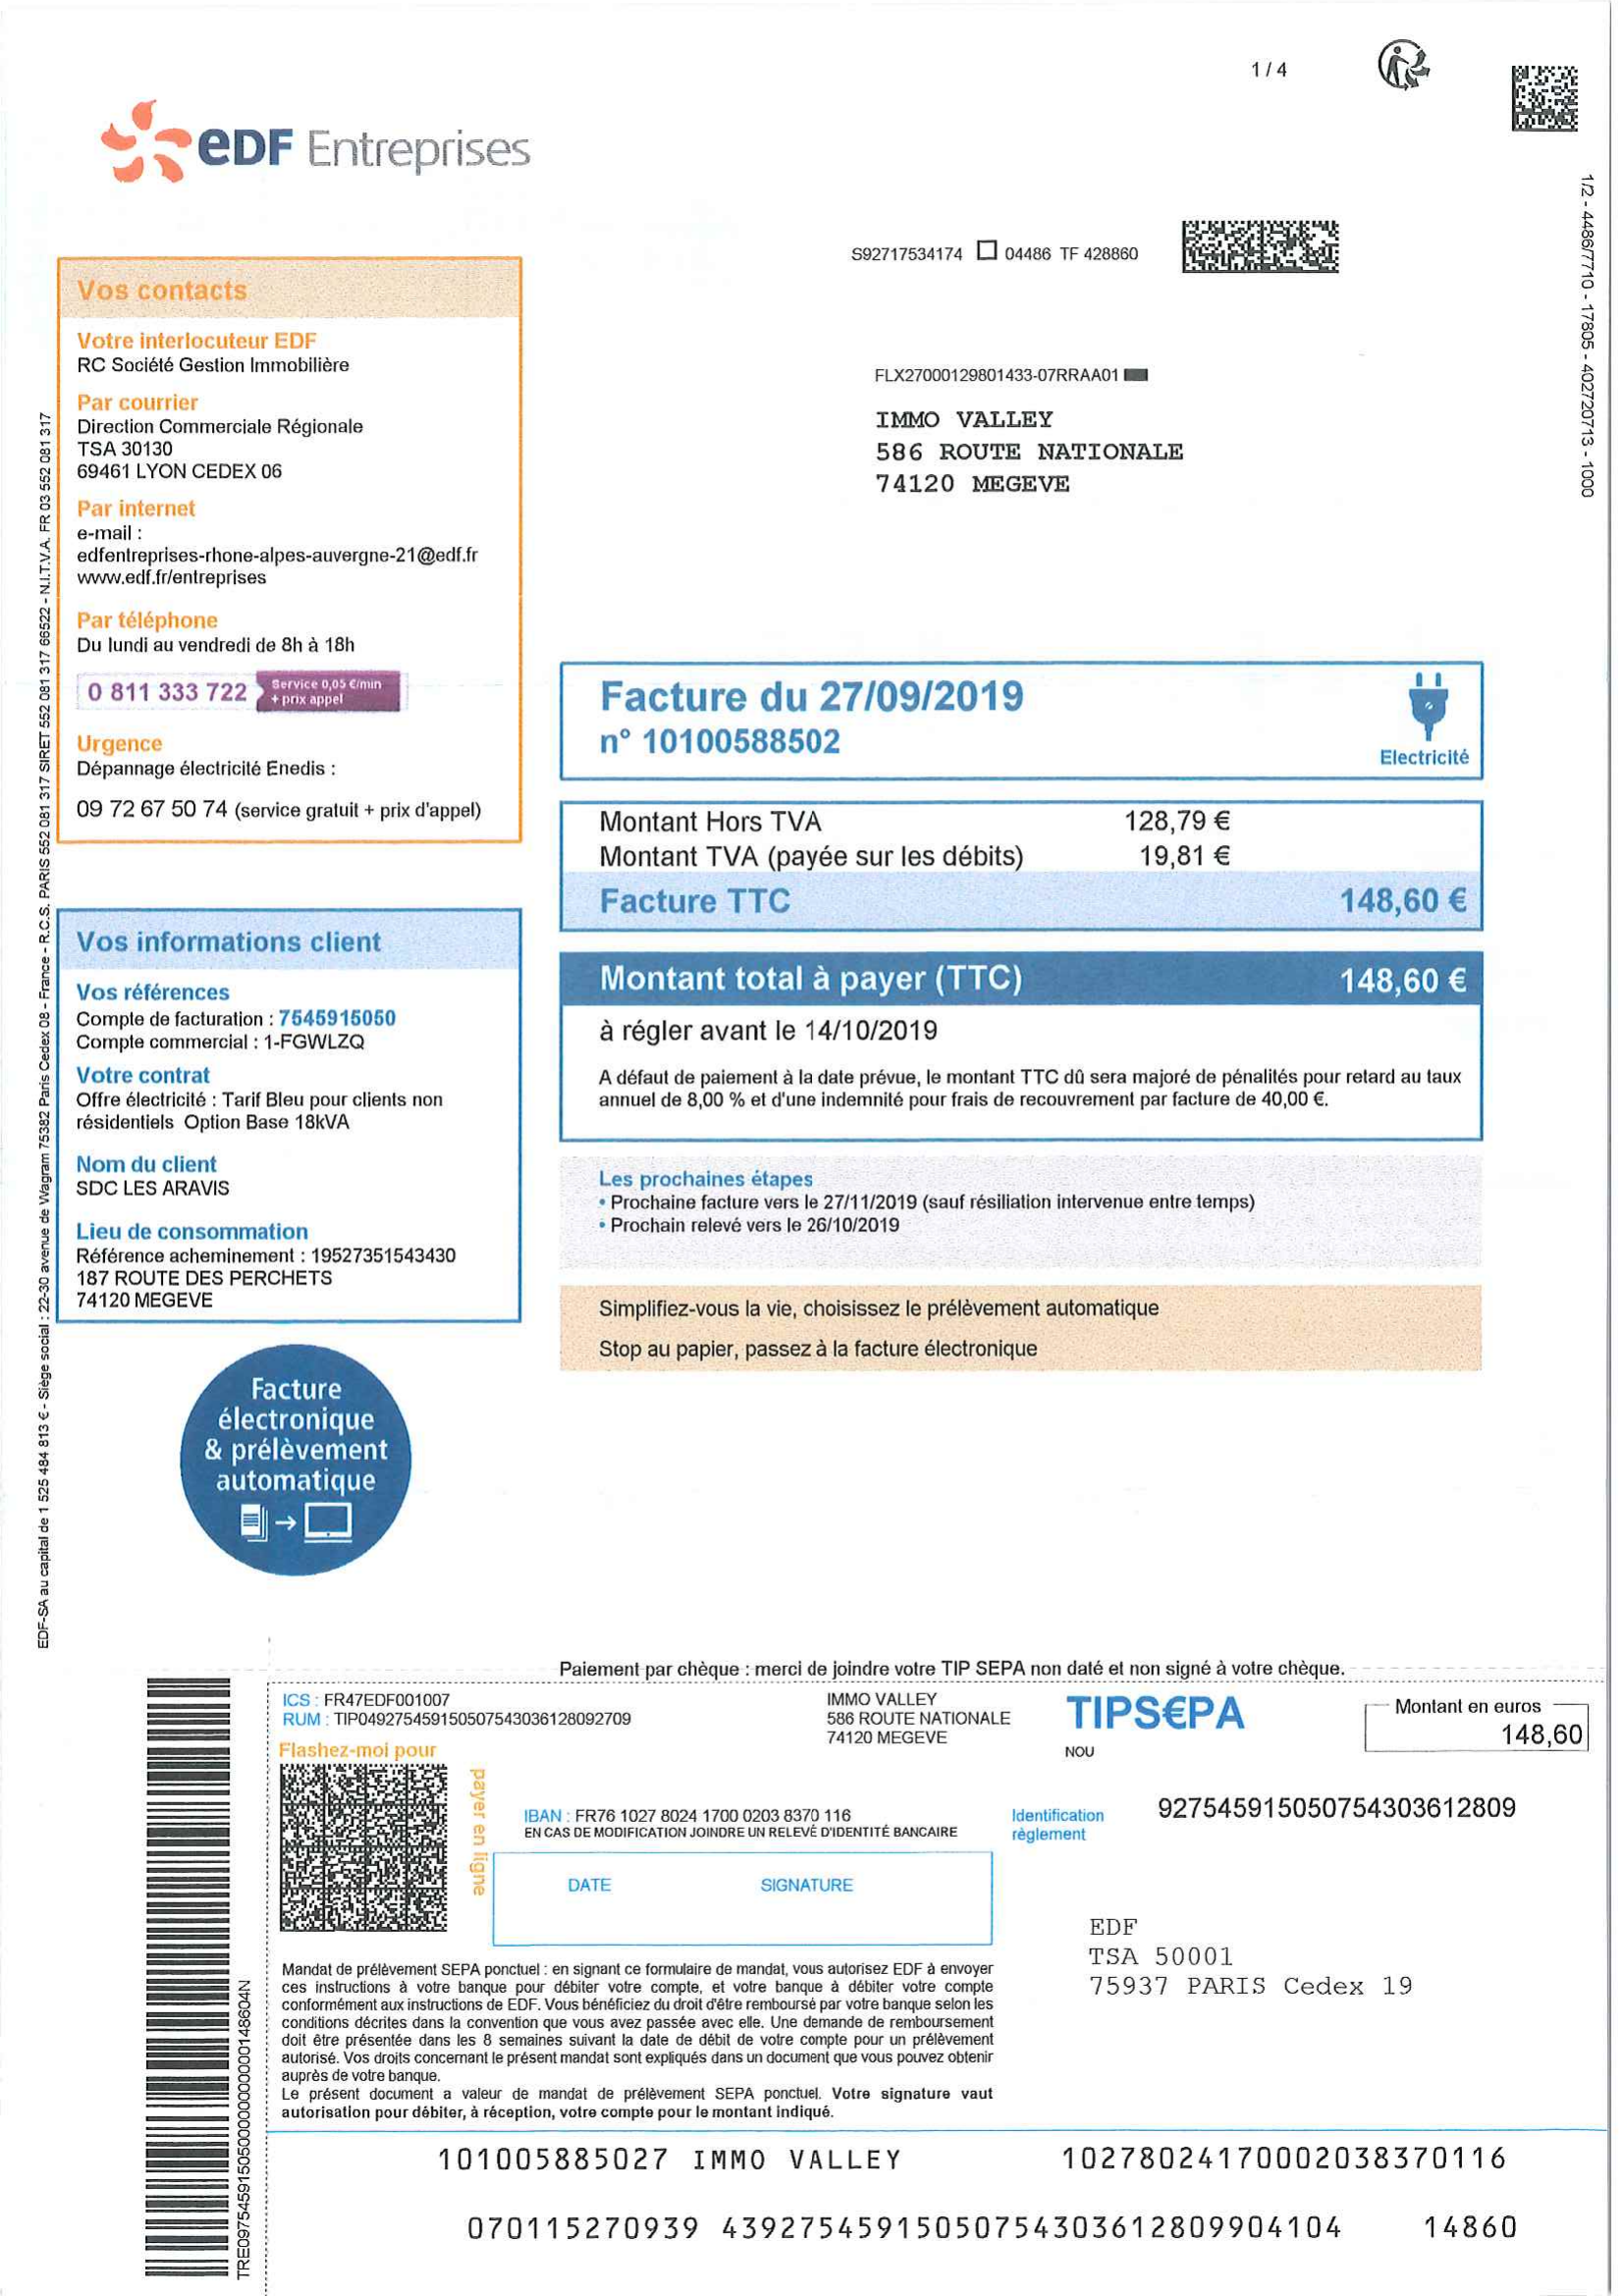 1 / 4
eDF Entreprises
1/2 - 4486/7710 - 17805 - 402720713 - 1000
S92717534174 04486 TF 428860
FLX27000129801433-07RRAA01
IMMO VALLEY
586 ROUTE NATIONALE
74120 MEGEVE
Vos contacts
Votre interlocuteur EDF
RC Société Gestion Immobilière
Par courrier
Direction Commerciale Régionale
TSA 30130
69461 LYON CEDEX 06
Par internet
e-mail :
edfentreprises-rhone-alpes-auvergne-21@edf.fr
www.edf.fr/entreprises
Par téléphone
Du lundi au vendredi de 8h à 18h
0 811 333 722 Service 0,05 €/min
+ prix appel
Urgence
Dépannage électricité Enedis :
09 72 67 50 74 (service gratuit + prix d'appel)
Facture du 27/09/2019
n° 10100588502
Electricité
Montant Hors TVA 128,79 €
Montant TVA (payée sur les débits) 19,81 €
Facture TTC 148,60 €
Montant total à payer (TTC) 148,60 €
à régler avant le 14/10/2019
A défaut de paiement à la date prévue, le montant TTC dû sera majoré de pénalités pour retard au taux
annuel de 8,00 % et d'une indemnité pour frais de recouvrement par facture de 40,00 €.
Les prochaines étapes
• Prochaine facture vers le 27/11/2019 (sauf résiliation intervenue entre temps)
• Prochain relevé vers le 26/10/2019
Simplifiez-vous la vie, choisissez le prélèvement automatique
Stop au papier, passez à la facture électronique
Vos informations client
Vos références
Compte de facturation : 7545915050
Compte commercial : 1-FGWLZQ
Votre contrat
Offre électricité : Tarif Bleu pour clients non
résidentiels Option Base 18kVA
Nom du client
SDC LES ARAVIS
Lieu de consommation
Référence acheminement : 19527351543430
187 ROUTE DES PERCHETS
74120 MEGEVE
Facture
électronique
& prélèvement
automatique
EDF-SA au capital de 1 525 484 813 € - Siège social : 22-30 avenue de Wagram 75382 Paris Cedex 08 - France - R.C.S. PARIS 552 081 317 SIRET 552 081 317 66522 - N.I.T.V.A. FR 03 552 081 317
Paiement par chèque : merci de joindre votre TIP SEPA non daté et non signé à votre chèque.
ICS : FR47EDF001007
RUM : TIP049275459150507543036128092709
IMMO VALLEY
586 ROUTE NATIONALE
74120 MEGEVE
TIPS€PA
NOU
Montant en euros
148,60
Flashez-moi pour
payer en ligne
IBAN : FR76 1027 8024 1700 0203 8370 116
EN CAS DE MODIFICATION JOINDRE UN RELEVÉ D'IDENTITÉ BANCAIRE
Identification
règlement
927545915050754303612809
DATE SIGNATURE
EDF
TSA 50001
75937 PARIS Cedex 19
Mandat de prélèvement SEPA ponctuel : en signant ce formulaire de mandat, vous autorisez EDF à envoyer
ces instructions à votre banque pour débiter votre compte, et votre banque à débiter votre compte
conformément aux instructions de EDF. Vous bénéficiez du droit d'être remboursé par votre banque selon les
conditions décrites dans la convention que vous avez passée avec elle. Une demande de remboursement
doit être présentée dans les 8 semaines suivant la date de débit de votre compte pour un prélèvement
autorisé. Vos droits concernant le présent mandat sont expliqués dans un document que vous pouvez obtenir
auprès de votre banque.
Le présent document a valeur de mandat de prélèvement SEPA ponctuel. Votre signature vaut
autorisation pour débiter, à réception, votre compte pour le montant indiqué.
101005885027 IMMO VALLEY 10278024170002038370116
070115270939 43927545915050754303612809904104 14860